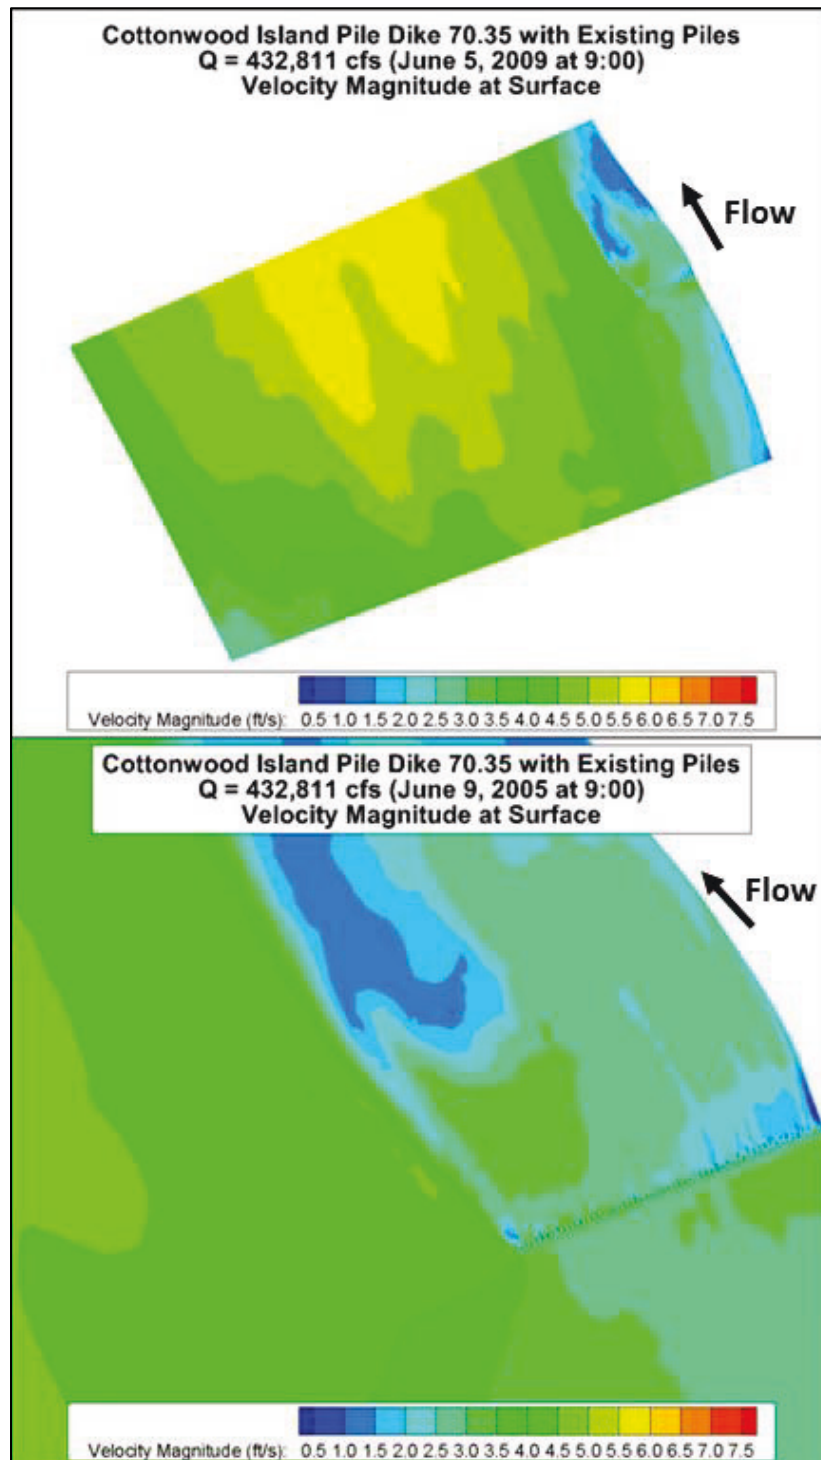 Cottonwood Island Pile Dike 70.35 with Existing Piles
Q = 432,811 cfs (June 5, 2009 at 9:00)
Velocity Magnitude at Surface
Flow
Velocity Magnitude (ft/s): 0.5 1.0 1.5 2.0 2.5 3.0 3.5 4.0 4.5 5.0 5.5 6.0 6.5 7.0 7.5
Cottonwood Island Pile Dike 70.35 with Existing Piles
Q = 432,811 cfs (June 9, 2005 at 9:00)
Velocity Magnitude at Surface
Flow
Velocity Magnitude (ft/s): 0.5 1.0 1.5 2.0 2.5 3.0 3.5 4.0 4.5 5.0 5.5 6.0 6.5 7.0 7.5